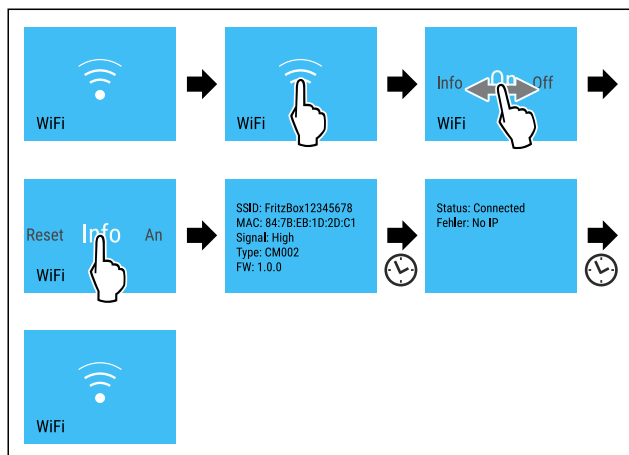 WiFi
WiFi
Info On Off
WiFi
Reset Info An
WiFi
SSID: FritzBox12345678
MAC: 84:7B:EB:1D:2D:C1
Signal: High
Type: CM002
FW: 1.0.0
Status: Connected
Fehler: No IP
WiFi